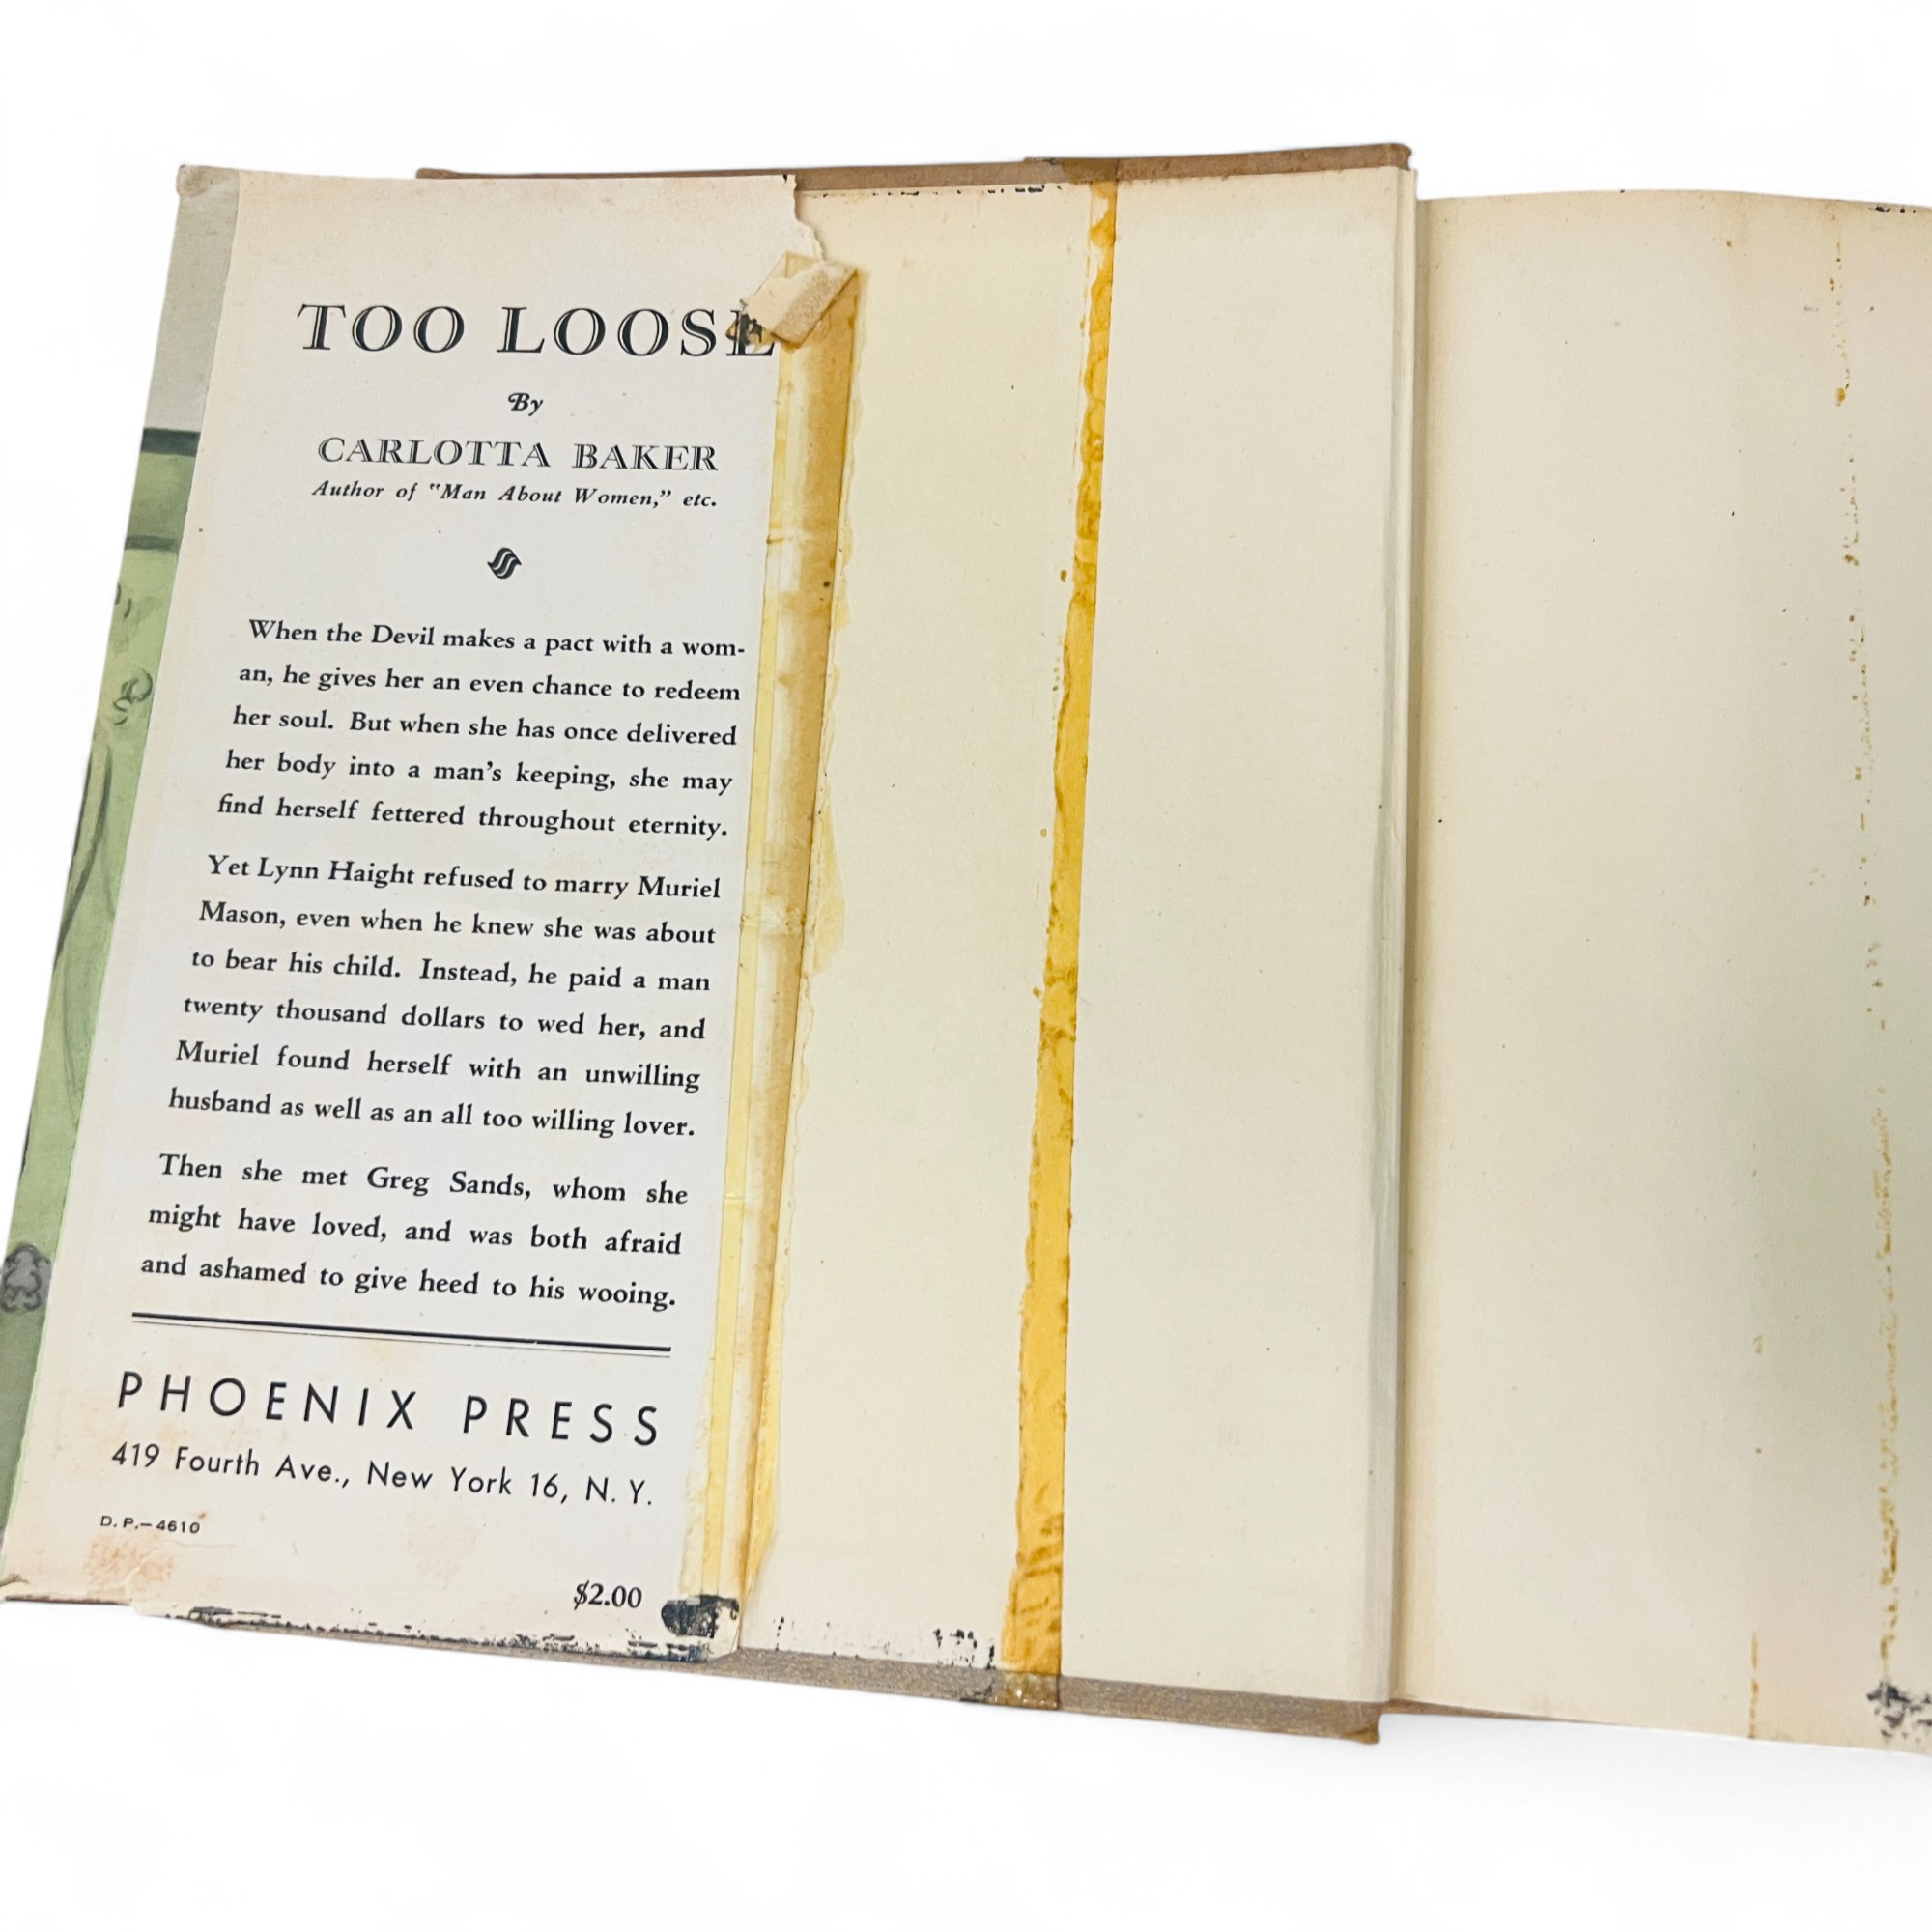 TOO LOOSE
By
CARLOTTA BAKER
Author of "Man About Women," etc.
When the Devil makes a pact with a wom-
an, he gives her an even chance to redeem
her soul. But when she has once delivered
her body into a man's keeping, she may
find herself fettered throughout eternity.
Yet Lynn Haight refused to marry Muriel
Mason, even when he knew she was about
to bear his child. Instead, he paid a man
twenty thousand dollars to wed her, and
Muriel found herself with an unwilling
husband as well as an all too willing lover.
Then she met Greg Sands, whom she
might have loved, and was both afraid
and ashamed to give heed to his wooing.
PHOENIX PRESS
419 Fourth Ave., New York 16, N. Y.
D. P.—4610
$2.00